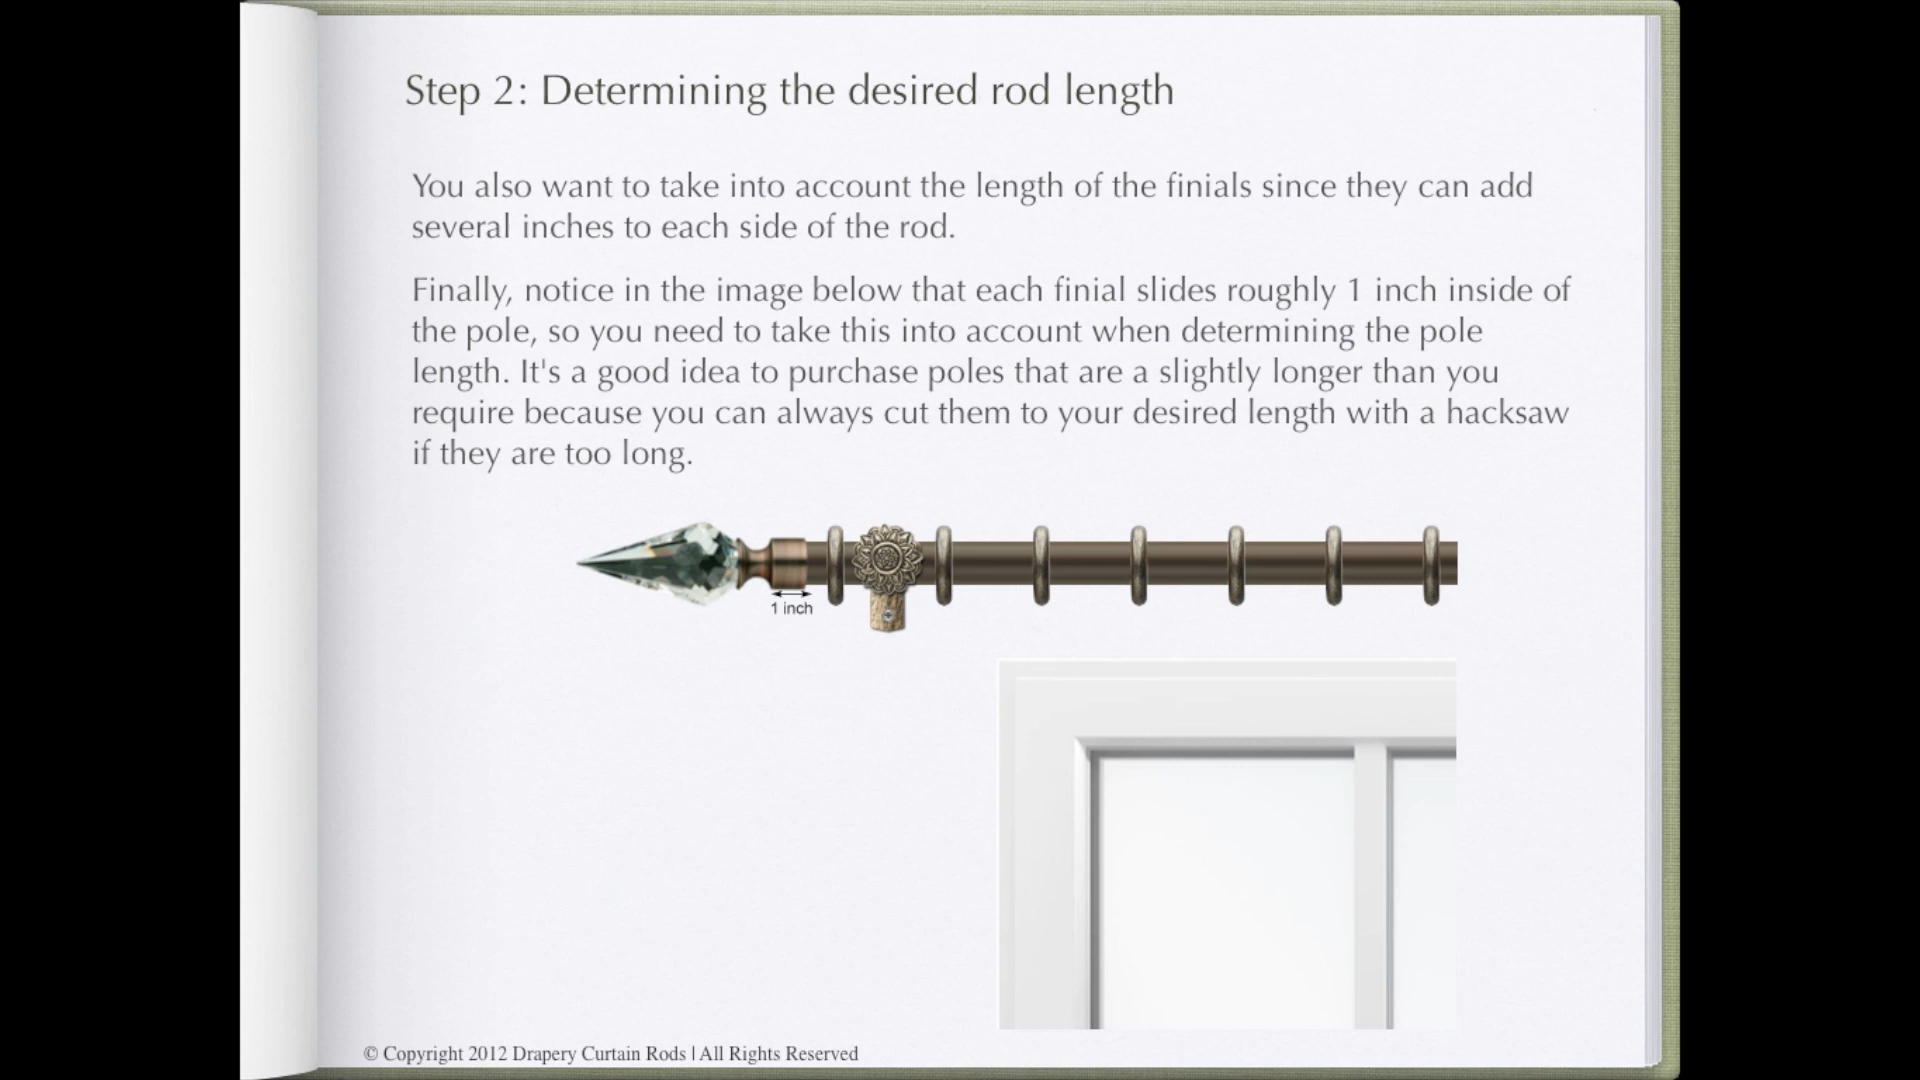 Step 2: Determining the desired rod length
You also want to take into account the length of the finials since they can add
several inches to each side of the rod.
Finally, notice in the image below that each finial slides roughly 1 inch inside of
the pole, so you need to take this into account when determining the pole
length. It's a good idea to purchase poles that are a slightly longer than you
require because you can always cut them to your desired length with a hacksaw
if they are too long.
1 inch
© Copyright 2012 Drapery Curtain Rods | All Rights Reserved